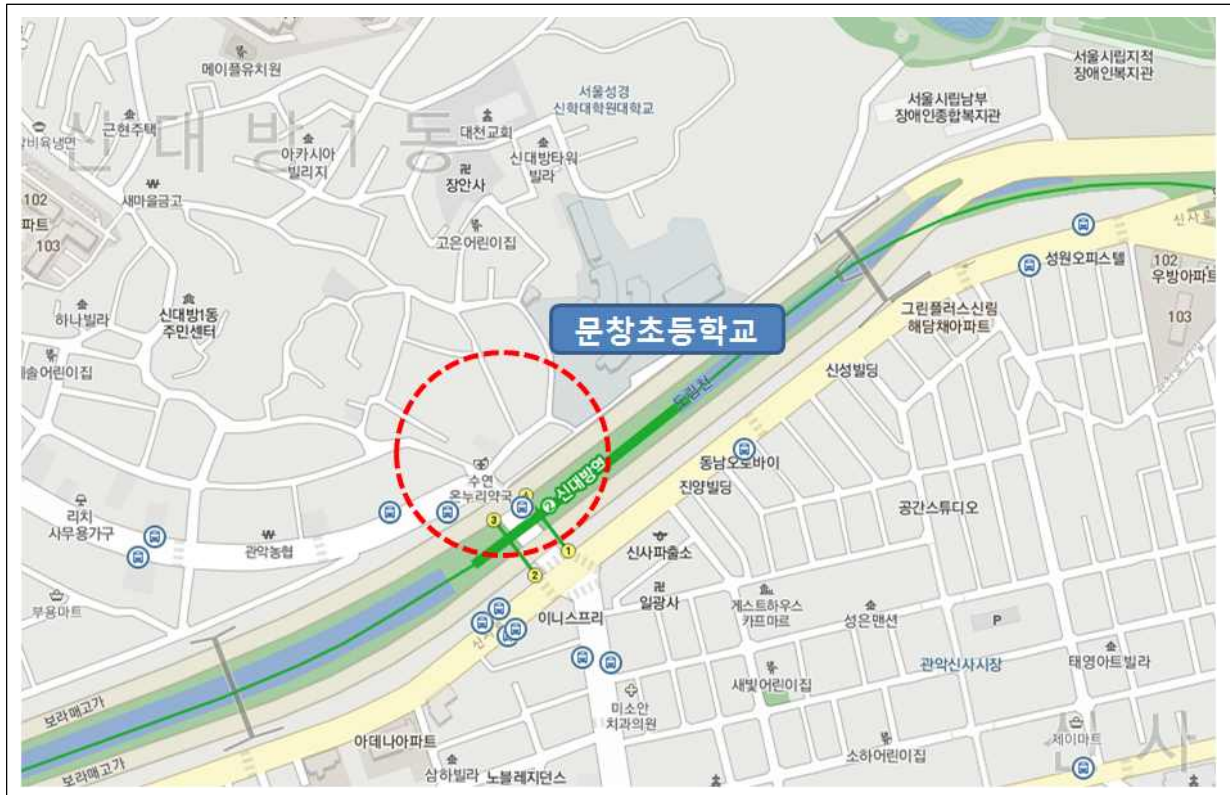 메이플유치원
서울시립지적
장애인복지관
서울성경
신학대학원대학교
서울시립남부
장애인종합복지관
근현주택
대천교회
신대방1동
아카시아
빌리지
신대방타워
빌라
장안사
102
새마을금고
파트
103
고은어린이집
성원오피스텔
102
우방아파트
하나빌라
신대방1동
주민센터
문창초등학교
그린플러스신림
해담채아파트
103
도림천
신성빌딩
수연
온누리약국
4
2 신대방역
동남오토바이
진양빌딩
리치
사무용가구
3
공간스튜디오
관악농협
1
신사파출소
2
부용마트
이니스프리
일광사
게스트하우스
카프마르
성은맨션
P
관악신사시장
태영아트빌라
새빛어린이집
보라매고가
미소안
치과의원
아데나아파트
신사
제이마트
보라매고가
삼하빌라
노블레지던스
소하어린이집